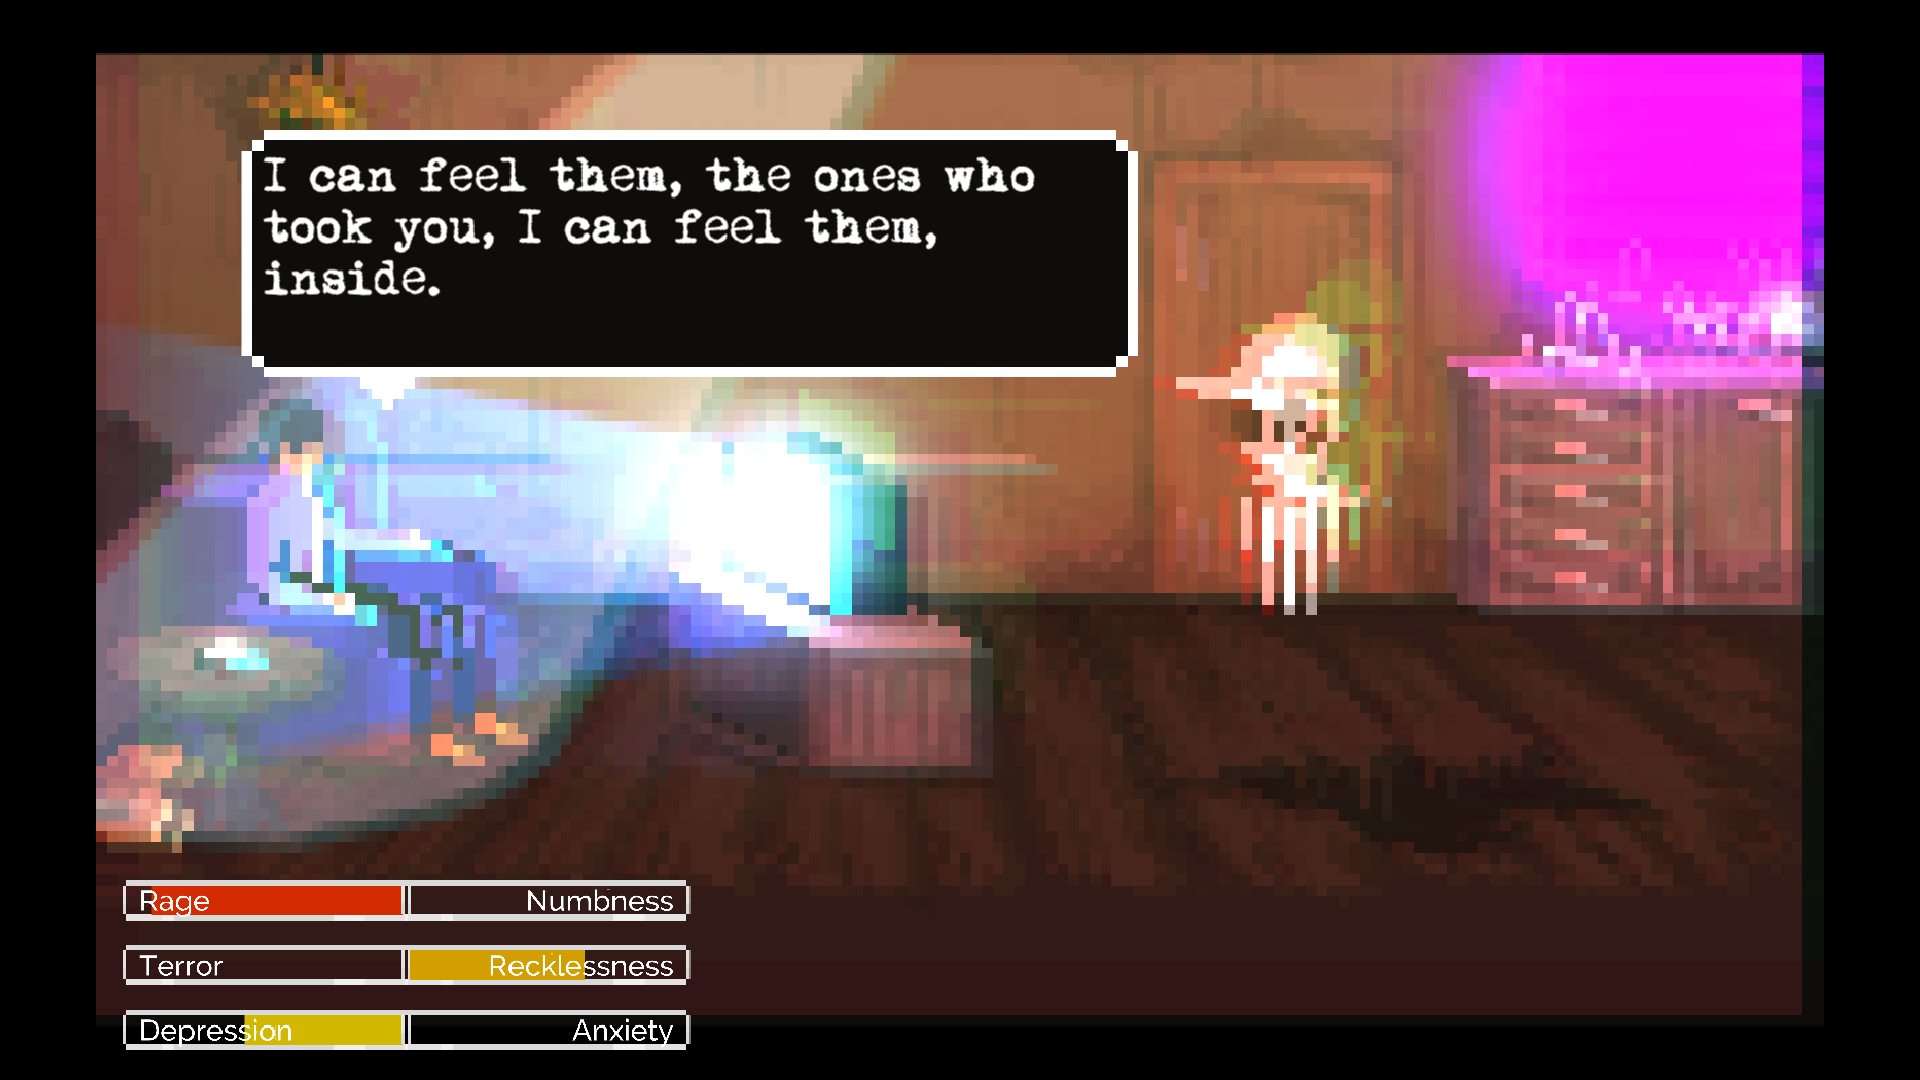 I can feel them, the ones who
took you, I can feel them,
inside.
Rage Numbness
Terror Recklessness
Depression Anxiety